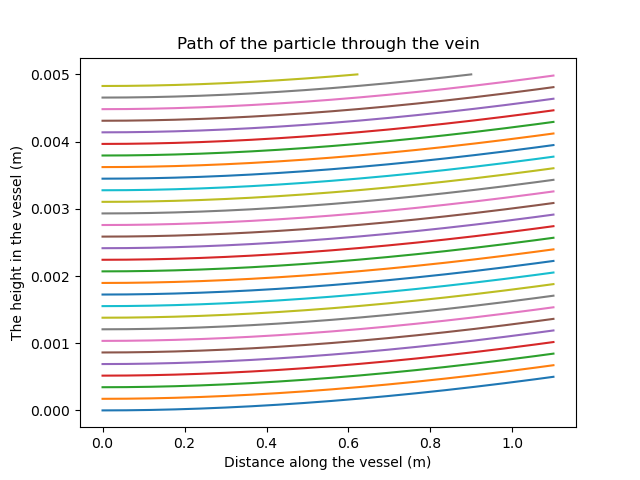 Path of the particle through the vein
The height in the vessel (m)
0.005
0.004
0.003
0.002
0.001
0.000
0.0 0.2 0.4 0.6 0.8 1.0
Distance along the vessel (m)